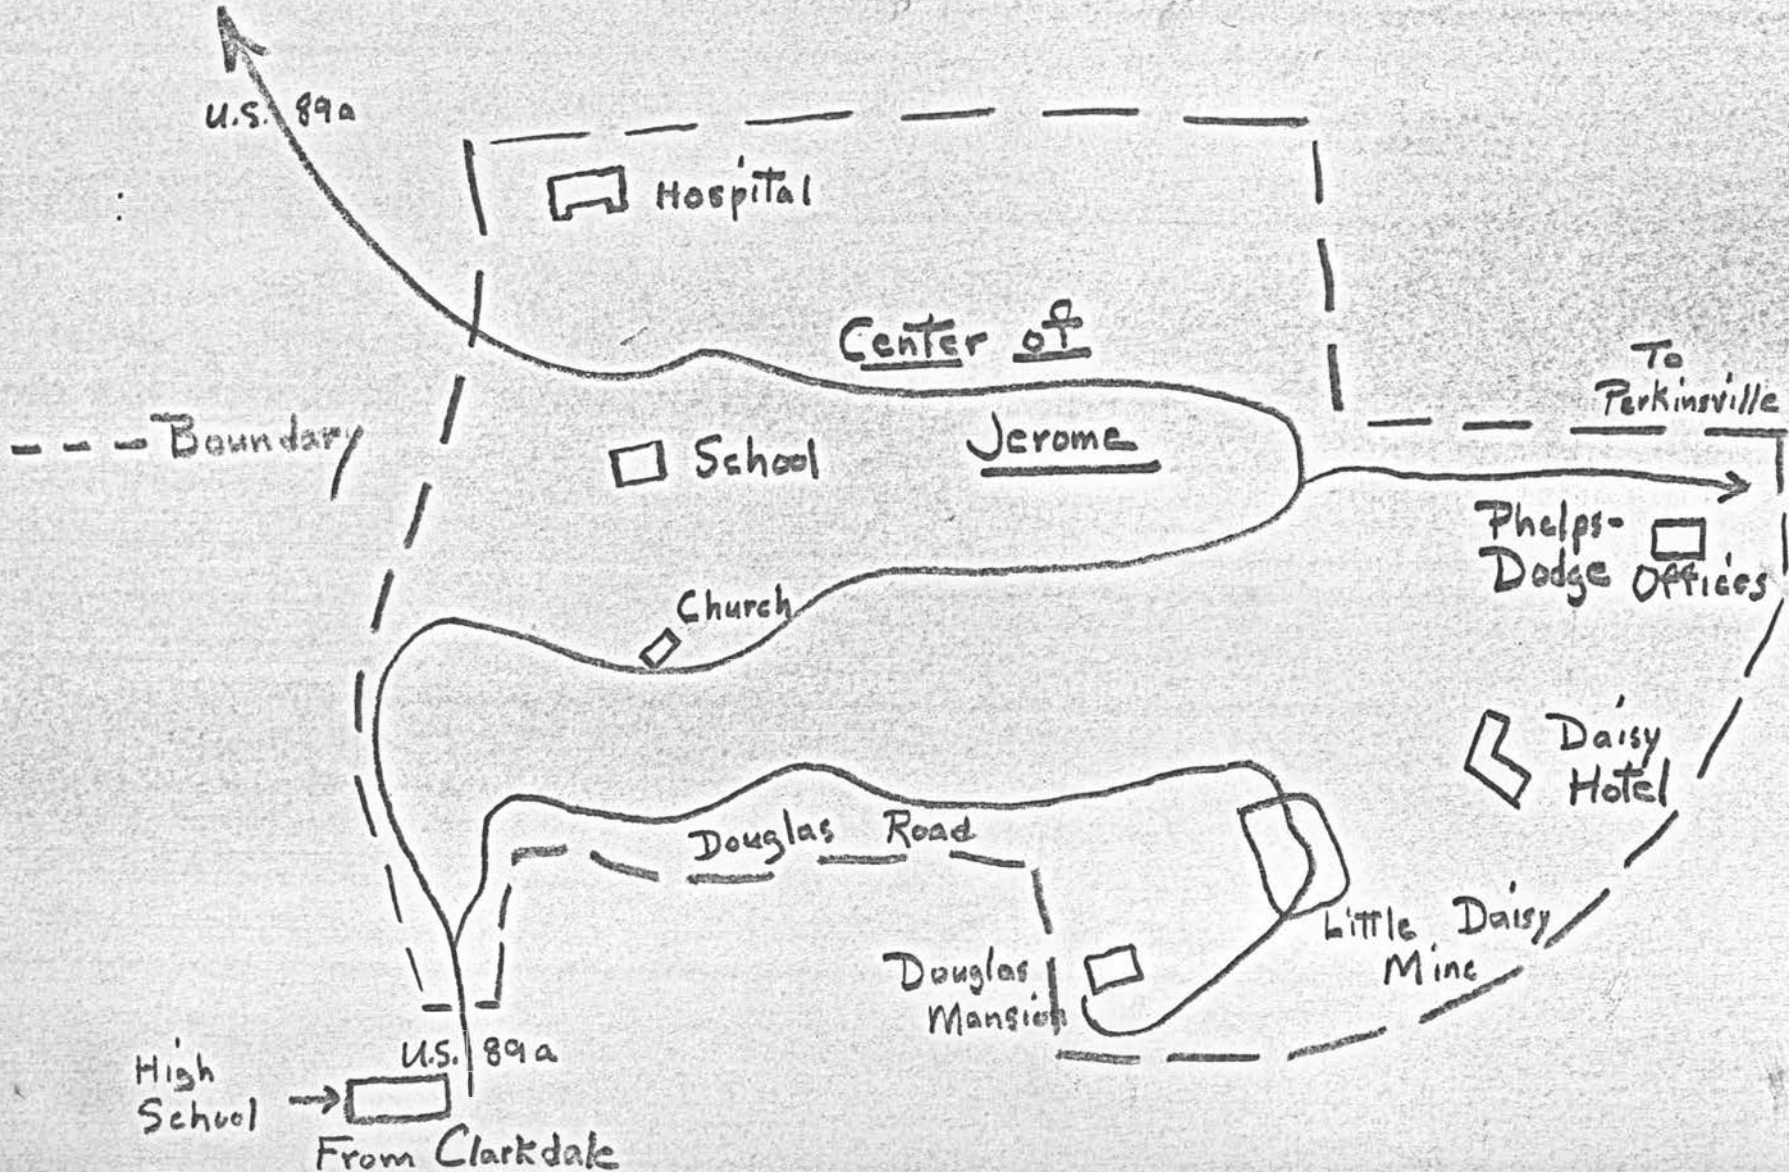 U.S. 89a
Hospital
Center of
Jerome
To
Perkinsville
--- Boundary
School
Phelps-
Dodge Offices
Church
Daisy
Hotel
Douglas Road
Little Daisy
Mine
Douglas
Mansion
U.S. 89a
High
School
From Clarkdale